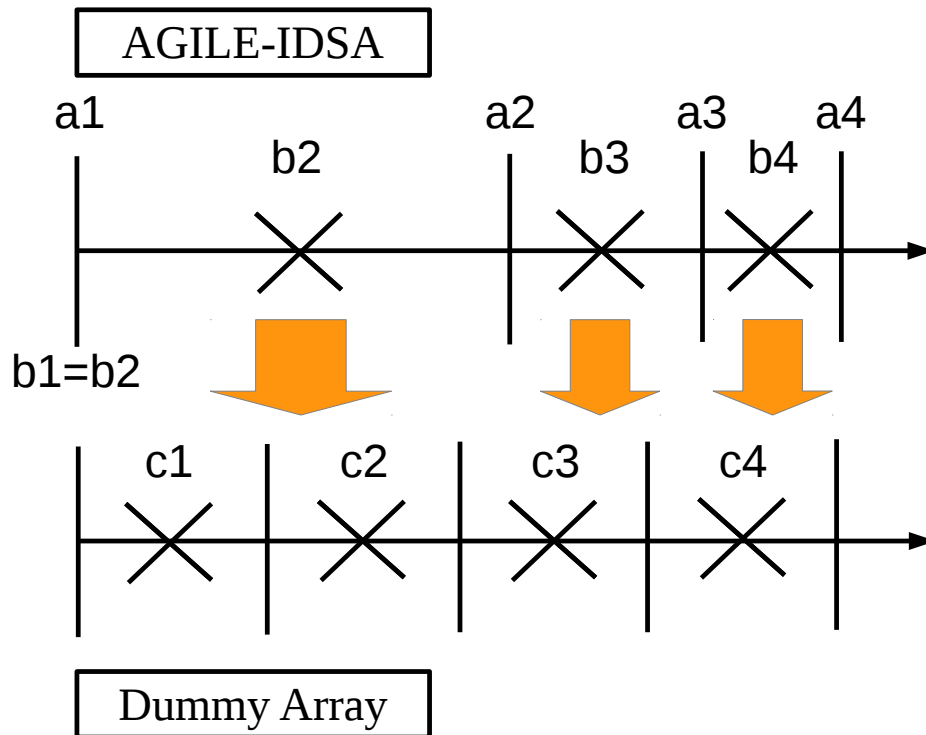 AGILE-IDSA
a1 a2 a3 a4
b2 b3 b4
b1=b2
c1 c2 c3 c4
Dummy Array